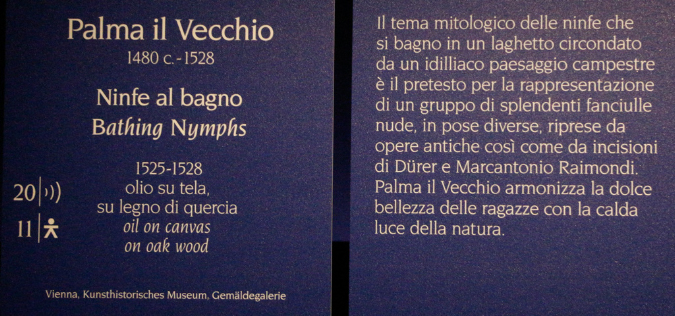 Palma il Vecchio
1480 c. - 1528
Ninfe al bagno
Bathing Nymphs
1525-1528
olio su tela,
su legno di quercia
oil on canvas
on oak wood
20
11
Vienna, Kunsthistorisches Museum, Gemäldegalerie
Il tema mitologico delle ninfe che
si bagno in un laghetto circondato
da un idilliaco paesaggio campestre
è il pretesto per la rappresentazione
di un gruppo di splendenti fanciulle
nude, in pose diverse, riprese da
opere antiche così come da incisioni
di Dürer e Marcantonio Raimondi.
Palma il Vecchio armonizza la dolce
bellezza delle ragazze con la calda
luce della natura.